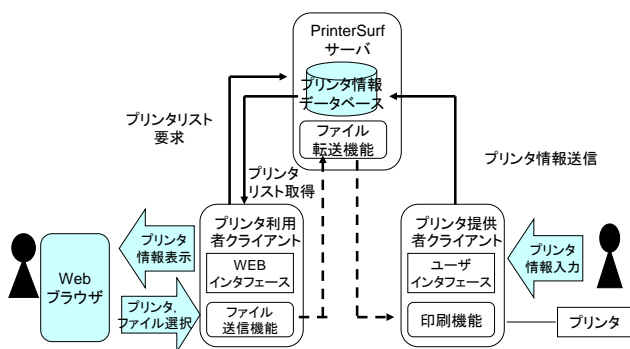 PrinterSurf
サーバ
プリンタ情報
データベース
ファイル
転送機能
プリンタリスト
要求
プリンタ
リスト取得
プリンタ情報送信
プリンタ利用
者クライアント
WEB
インタフェース
ファイル
送信機能
プリンタ提供
者クライアント
ユーザ
インタフェース
印刷機能
プリンタ
情報表示
Web
ブラウザ
プリンタ,
ファイル選択
プリンタ
情報入力
プリンタ